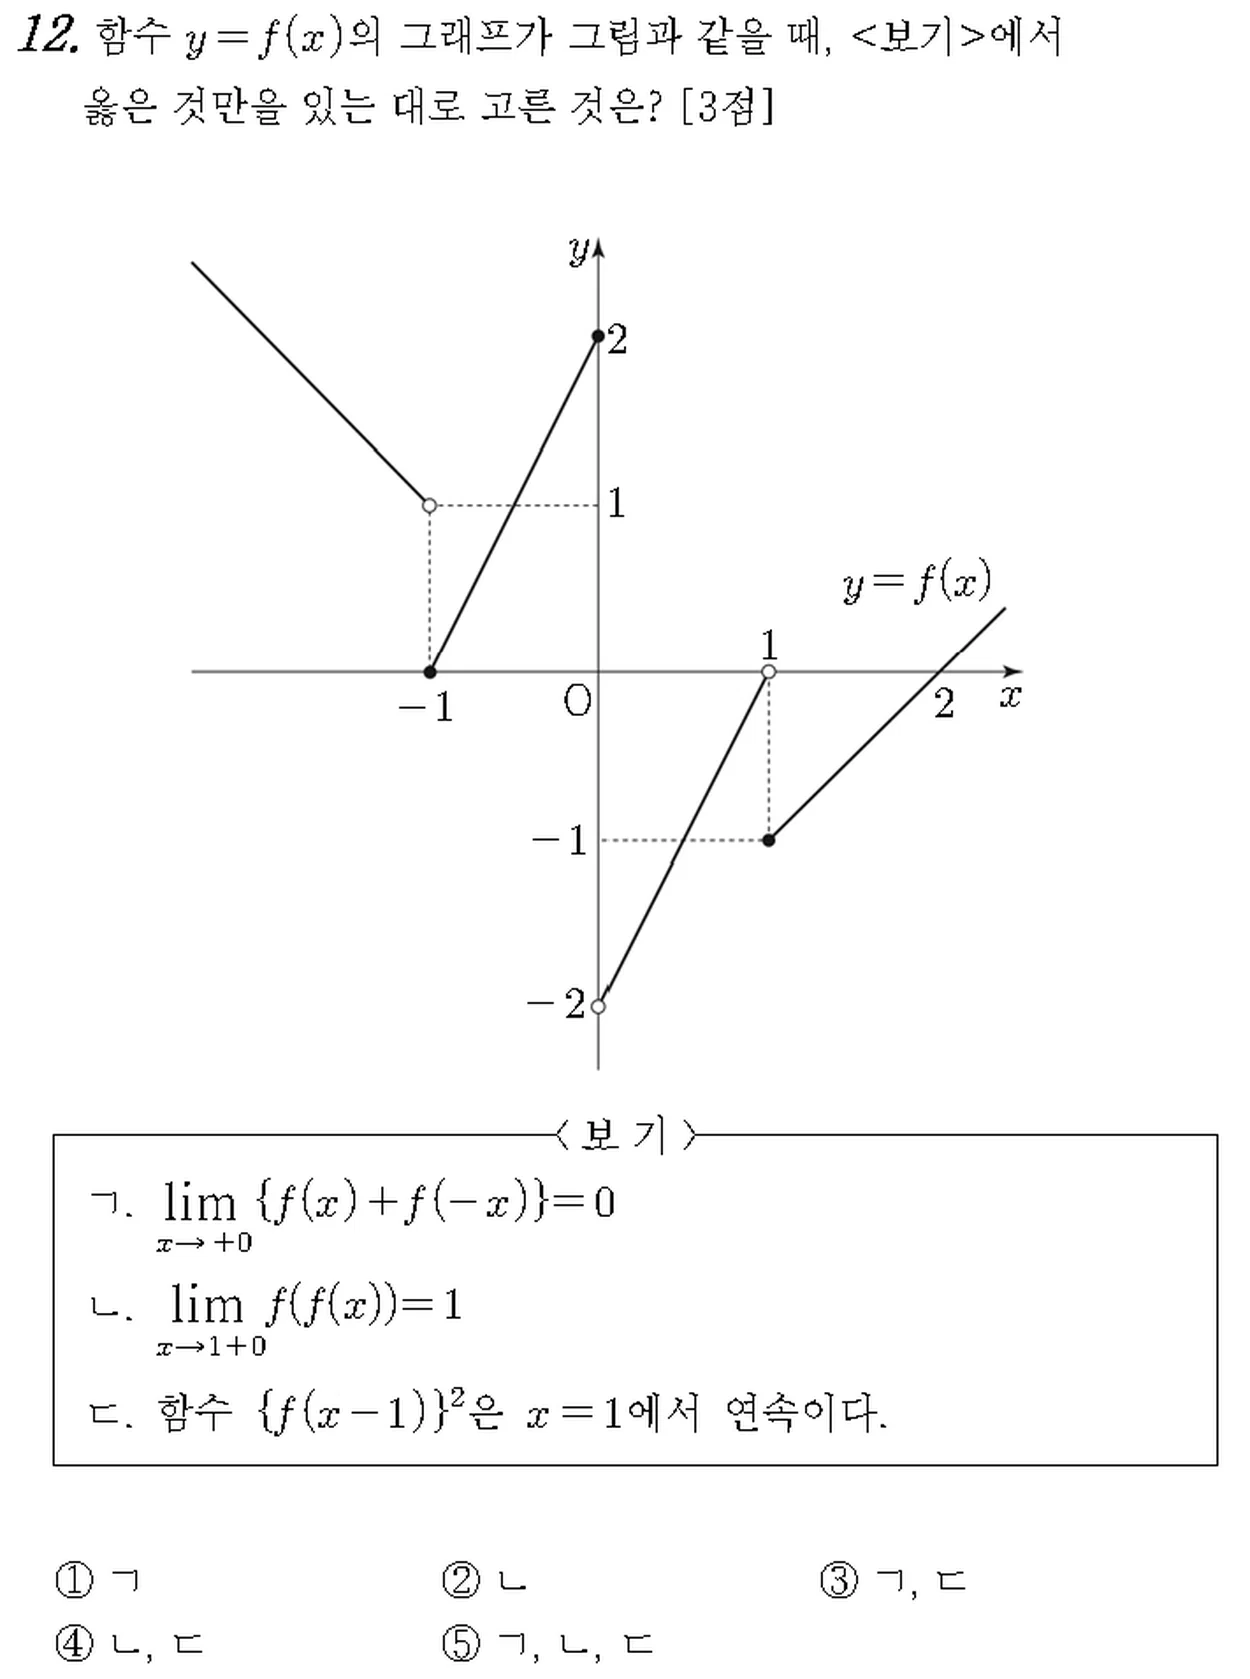 12. 함수 y=f(x)의 그래프가 그림과 같을 때, <보기>에서
옳은 것만을 있는 대로 고른 것은? [3점]
y
2
1
y=f(x)
1
-1
O
2
x
-1
-2
<보 기>
ㄱ. lim {f(x)+f(-x)}=0
x→+0
ㄴ. lim f(f(x))=1
x→1+0
ㄷ. 함수 {f(x-1)}²은 x=1에서 연속이다.
① ㄱ ② ㄴ ③ ㄱ, ㄷ
④ ㄴ, ㄷ ⑤ ㄱ, ㄴ, ㄷ